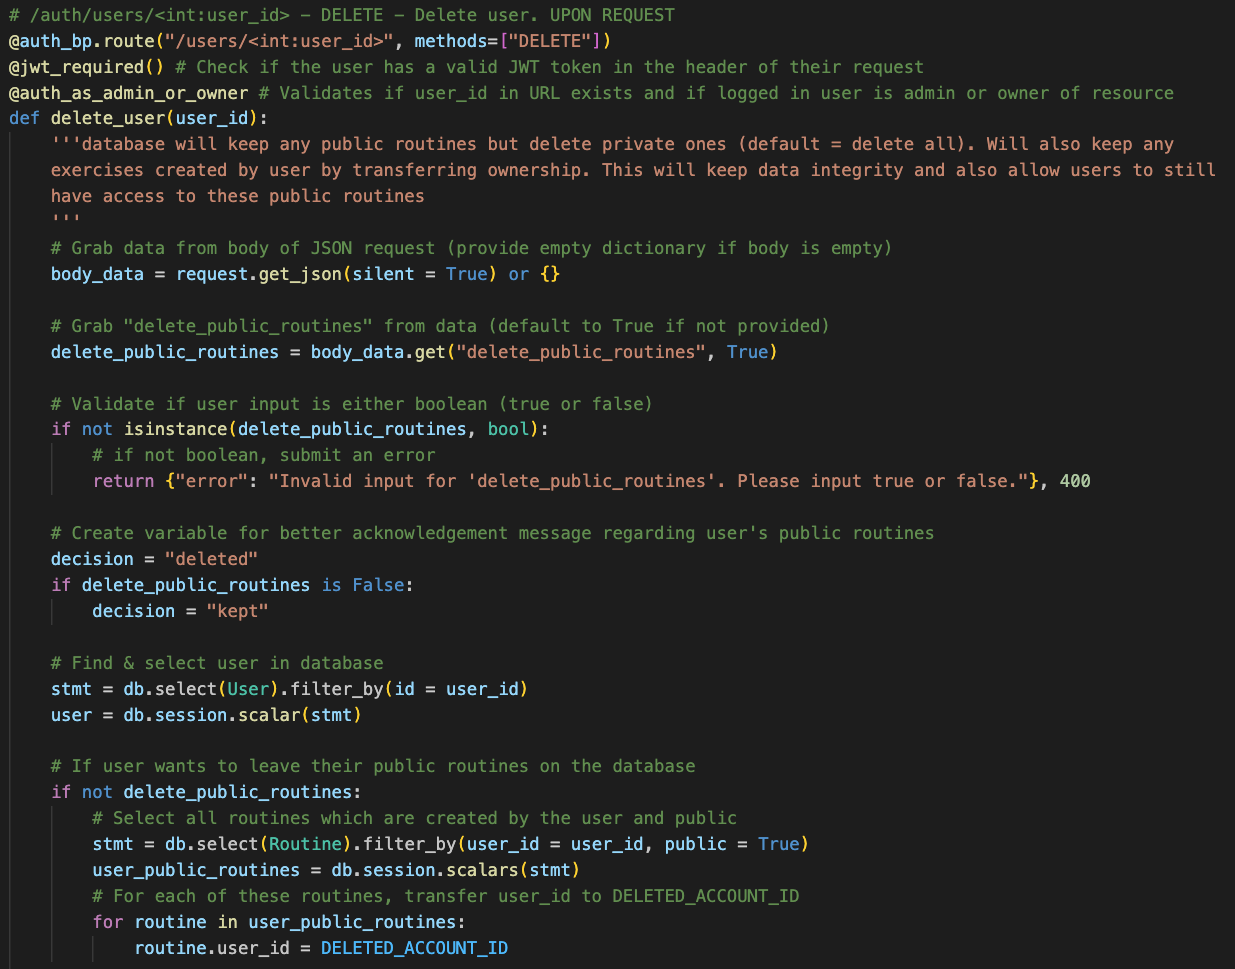 # /auth/users/<int:user_id> - DELETE - Delete user. UPON REQUEST
@auth_bp.route("/users/<int:user_id>", methods=["DELETE"])
@jwt_required() # Check if the user has a valid JWT token in the header of their request
@auth_as_admin_or_owner # Validates if user_id in URL exists and if logged in user is admin or owner of resource
def delete_user(user_id):
    '''database will keep any public routines but delete private ones (default = delete all). Will also keep any
    exercises created by user by transferring ownership. This will keep data integrity and also allow users to still
    have access to these public routines
    '''
    # Grab data from body of JSON request (provide empty dictionary if body is empty)
    body_data = request.get_json(silent = True) or {}

    # Grab "delete_public_routines" from data (default to True if not provided)
    delete_public_routines = body_data.get("delete_public_routines", True)

    # Validate if user input is either boolean (true or false)
    if not isinstance(delete_public_routines, bool):
        # if not boolean, submit an error
        return {"error": "Invalid input for 'delete_public_routines'. Please input true or false."}, 400

    # Create variable for better acknowledgement message regarding user's public routines
    decision = "deleted"
    if delete_public_routines is False:
        decision = "kept"

    # Find & select user in database
    stmt = db.select(User).filter_by(id = user_id)
    user = db.session.scalar(stmt)

    # If user wants to leave their public routines on the database
    if not delete_public_routines:
        # Select all routines which are created by the user and public
        stmt = db.select(Routine).filter_by(user_id = user_id, public = True)
        user_public_routines = db.session.scalars(stmt)
        # For each of these routines, transfer user_id to DELETED_ACCOUNT_ID
        for routine in user_public_routines:
            routine.user_id = DELETED_ACCOUNT_ID